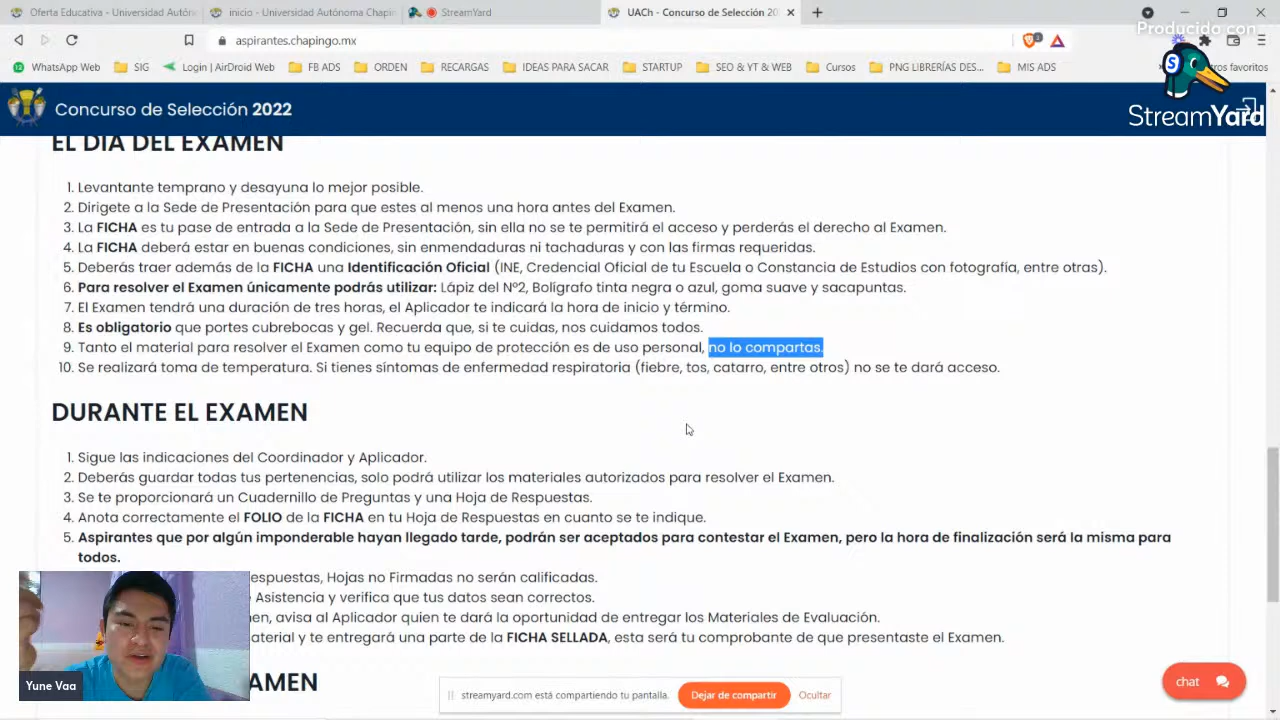 Oferta Educativa - Universidad Autón
inicio - Universidad Autónoma Chapin
StreamYard
UACh - Concurso de Selección 20
Producido con
aspirantes.chapingo.mx
WhatsApp Web
SIG
Login | AirDroid Web
FB ADS
ORDEN
RECABAR
IDEAS PARA SACAR
STARTUP
SEO & YT & WEB
Cursos
PNG LIBRERÍAS DES...
MIS ADS
otros favoritos
Concurso de Selección 2022
StreamYard
EL DÍA DEL EXAMEN
1. Levantante temprano y desayuna lo mejor posible.
2. Dirigete a la Sede de Presentación para que estes al menos una hora antes del Examen.
3. La FICHA es tu pase de entrada a la Sede de Presentación, sin ella no se te permitirá el acceso y perderás el derecho al Examen.
4. La FICHA deberá estar en buenas condiciones, sin enmendaduras ni tachaduras y con las firmas requeridas.
5. Deberás traer además de la FICHA una Identificación Oficial (INE, Credencial Oficial de tu Escuela o Constancia de Estudios con fotografía, entre otras).
6. Para resolver el Examen únicamente podrás utilizar: Lápiz del Nº2, Bolígrafo tinta negra o azul, goma suave y sacapuntas.
7. El Examen tendrá una duración de tres horas, el Aplicador te indicará la hora de inicio y término.
8. Es obligatorio que portes cubrebocas y gel. Recuerda que, si te cuidas, nos cuidamos todos.
9. Tanto el material para resolver el Examen como tu equipo de protección es de uso personal, no lo compartas.
10. Se realizará toma de temperatura. Si tienes síntomas de enfermedad respiratoria (fiebre, tos, catarro, entre otros) no se te dará acceso.
DURANTE EL EXAMEN
1. Sigue las indicaciones del Coordinador y Aplicador.
2. Deberás guardar todas tus pertenencias, solo podrá utilizar los materiales autorizados para resolver el Examen.
3. Se te proporcionará un Cuadernillo de Preguntas y una Hoja de Respuestas.
4. Anota correctamente el FOLIO de la FICHA en tu Hoja de Respuestas en cuanto se te indique.
5. Aspirantes que por algún imponderable hayan llegado tarde, podrán ser aceptados para contestar el Examen, pero la hora de finalización será la misma para
todos.
espuestas, Hojas no Firmadas no serán calificadas.
Asistencia y verifica que tus datos sean correctos.
en, avisa al Aplicador quien te dará la oportunidad de entregar los Materiales de Evaluación.
aterial y te entregará una parte de la FICHA SELLADA, esta será tu comprobante de que presentaste el Examen.
AMEN
Yune Vaa
streamyard.com está compartiendo tu pantalla.
Dejar de compartir
Ocultar
chat